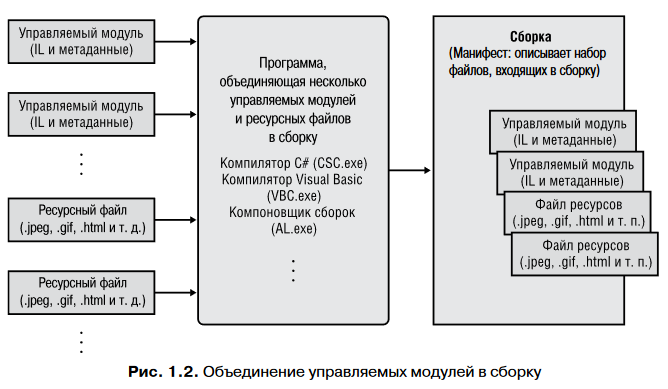 Управляемый модуль
(IL и метаданные)
Управляемый модуль
(IL и метаданные)
Ресурсный файл
(.jpeg, .gif, .html и т. д.)
Ресурсный файл
(.jpeg, .gif, .html и т. д.)
Программа,
объединяющая несколько
управляемых модулей
и ресурсных файлов
в сборку
Компилятор C# (CSC.exe)
Компилятор Visual Basic
(VBC.exe)
Компоновщик сборок
(AL.exe)
Сборка
(Манифест: описывает набор
файлов, входящих в сборку)
Управляемый модуль
(IL и метаданные)
Управляемый модуль
(IL и метаданные)
Файл ресурсов
(.jpeg, .gif, .html и т. п.)
Файл ресурсов
(.jpeg, .gif, .html и т. п.)
Рис. 1.2. Объединение управляемых модулей в сборку